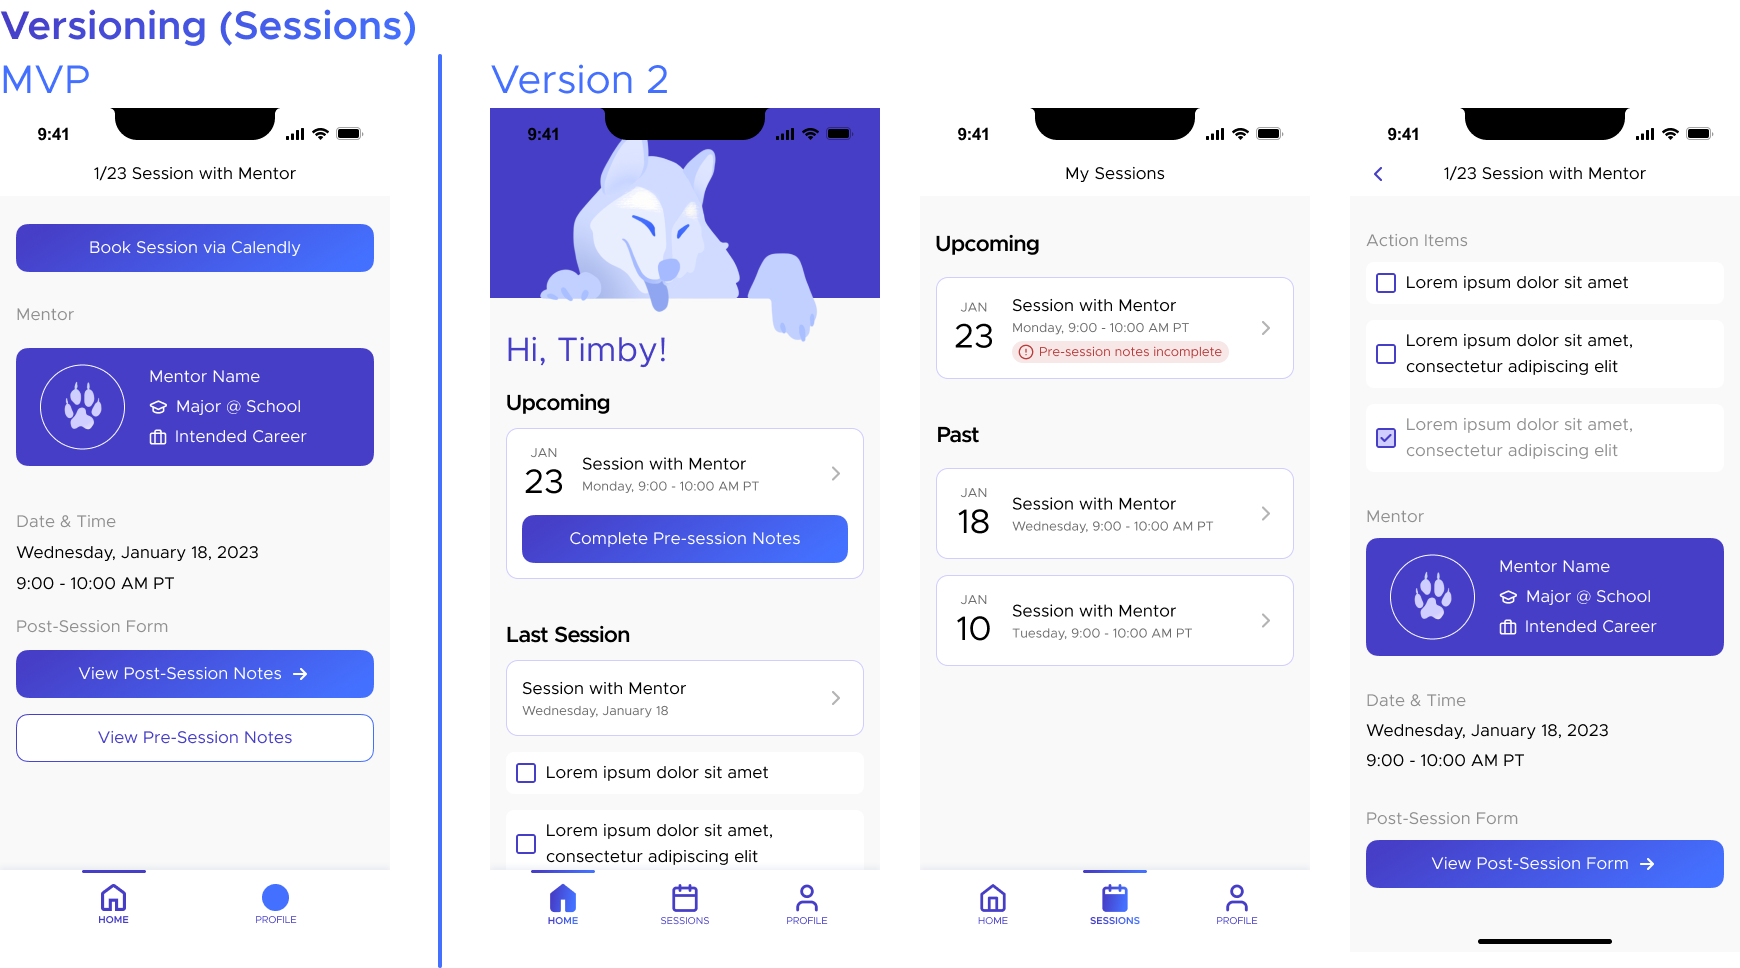 Versioning (Sessions)
MVP
9:41
1/23 Session with Mentor
Book Session via Calendly
Mentor
Mentor Name
Major @ School
Intended Career
Date & Time
Wednesday, January 18, 2023
9:00 - 10:00 AM PT
Post-Session Form
View Post-Session Notes →
View Pre-Session Notes
HOME
PROFILE
Version 2
9:41
Hi, Timby!
Upcoming
JAN
23
Session with Mentor
Monday, 9:00 - 10:00 AM PT
Complete Pre-session Notes
Last Session
Session with Mentor
Wednesday, January 18
Lorem ipsum dolor sit amet
Lorem ipsum dolor sit amet,
consectetur adipiscing elit
HOME
SESSIONS
PROFILE
9:41
My Sessions
Upcoming
JAN
23
Session with Mentor
Monday, 9:00 - 10:00 AM PT
Pre-session notes incomplete
Past
JAN
18
Session with Mentor
Wednesday, 9:00 - 10:00 AM PT
JAN
10
Session with Mentor
Tuesday, 9:00 - 10:00 AM PT
HOME
SESSIONS
PROFILE
9:41
1/23 Session with Mentor
Action Items
Lorem ipsum dolor sit amet
Lorem ipsum dolor sit amet,
consectetur adipiscing elit
Lorem ipsum dolor sit amet,
consectetur adipiscing elit
Mentor
Mentor Name
Major @ School
Intended Career
Date & Time
Wednesday, January 18, 2023
9:00 - 10:00 AM PT
Post-Session Form
View Post-Session Form →